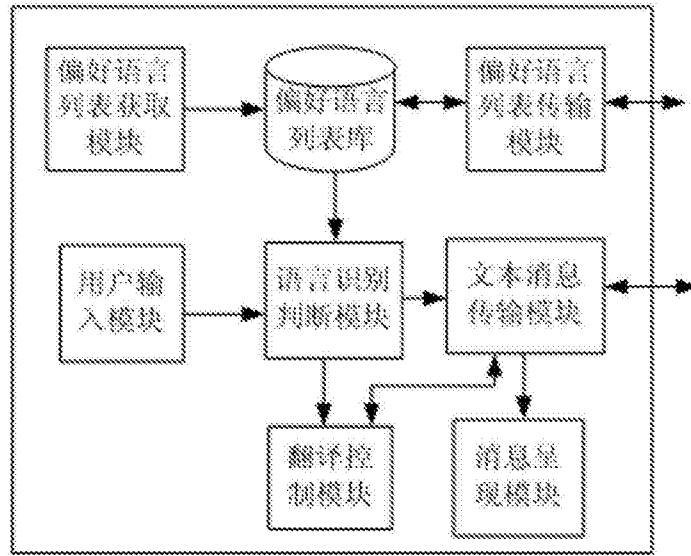 偏好语言
列表获取
模块
偏好语言
列表库
偏好语言
列表传输
模块
用户输
入模块
语言识别
判断模块
文本消息
传输模块
翻译控
制模块
消息呈
现模块